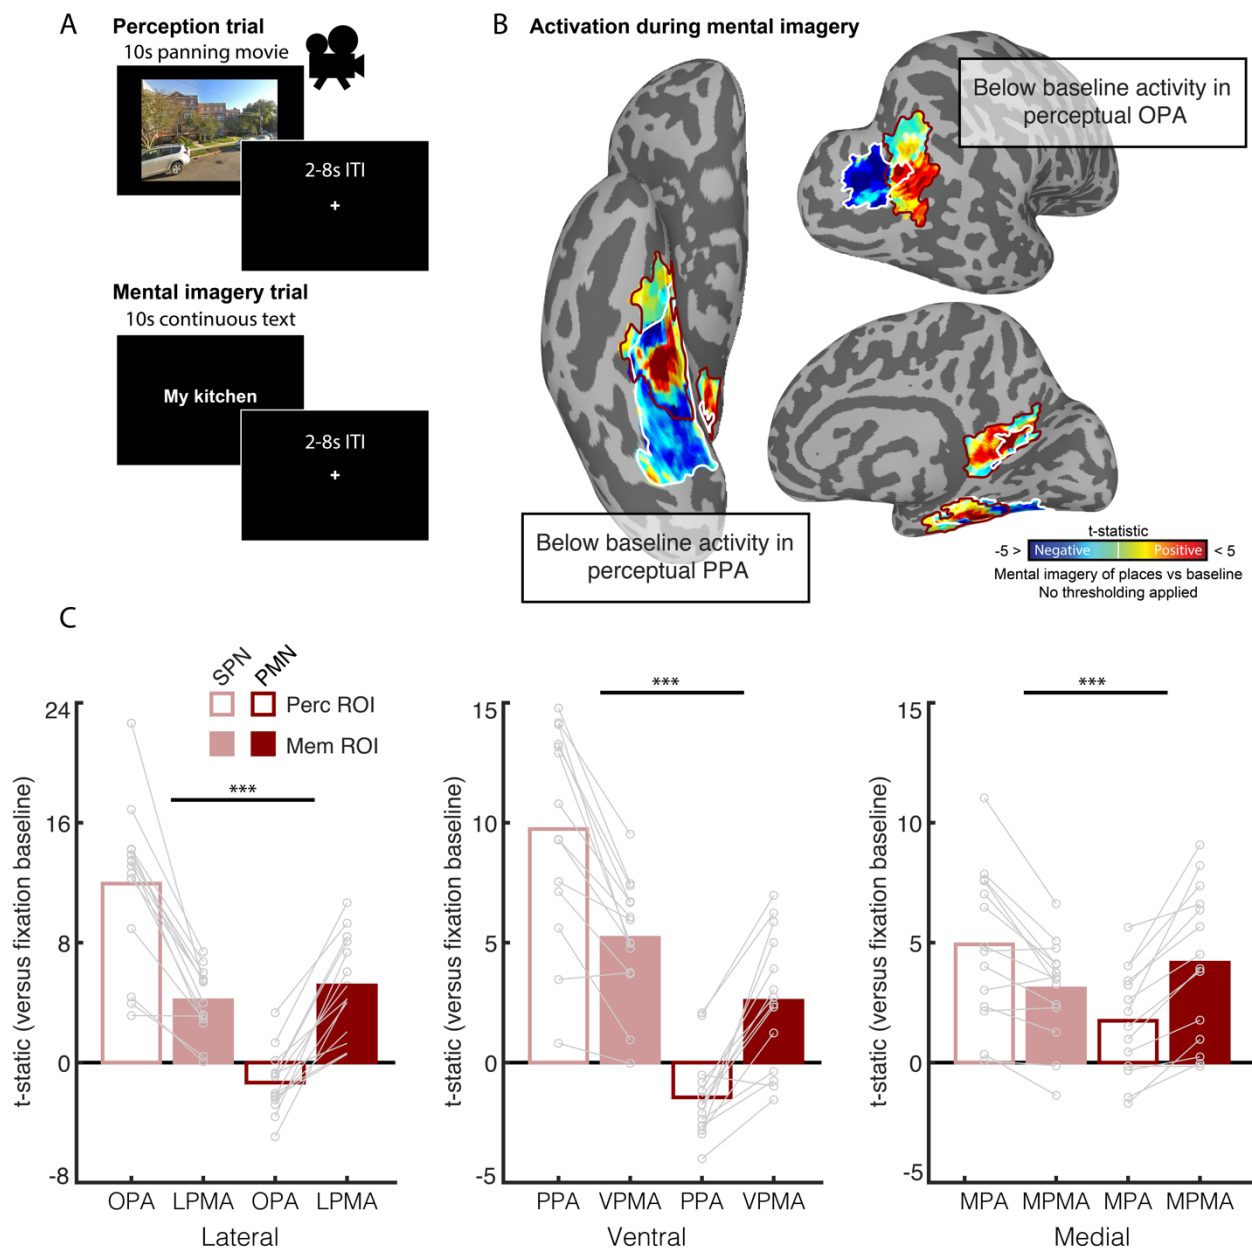 A
Perception trial
10s panning movie
2-8s ITI
+
Mental imagery trial
10s continuous text
My kitchen
2-8s ITI
+
B Activation during mental imagery
Below baseline activity in
perceptual OPA
Below baseline activity in
perceptual PPA
t-statistic
-5 > Negative Positive < 5
Mental imagery of places vs baseline
No thresholding applied
C
SPN PMN
Perc ROI
Mem ROI
t-static (versus fixation baseline)
24
16
8
0
-8
***
OPA LPMA OPA LPMA
Lateral
t-static (versus fixation baseline)
15
10
5
0
-5
***
PPA VPMA PPA VPMA
Ventral
t-static (versus fixation baseline)
15
10
5
0
-5
***
MPA MPMA MPA MPMA
Medial